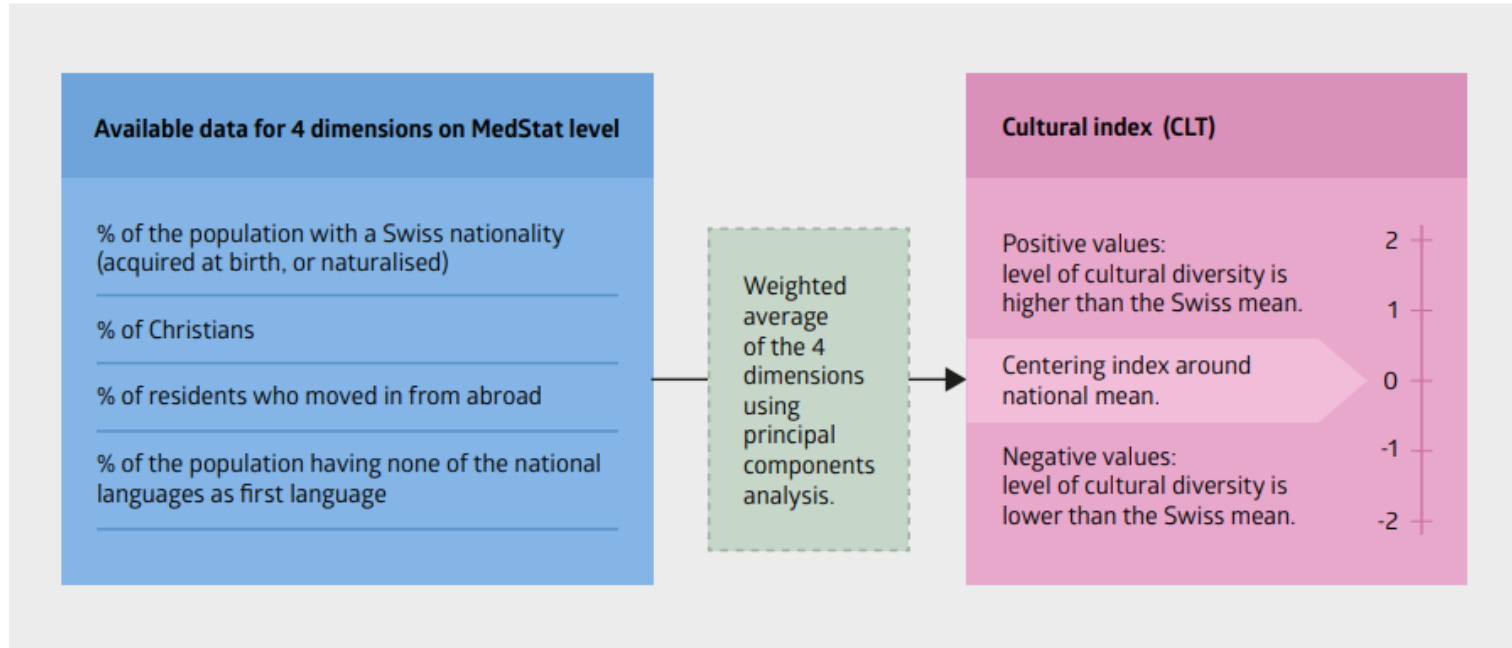 Available data for 4 dimensions on MedStat level
% of the population with a Swiss nationality
(acquired at birth, or naturalised)
% of Christians
% of residents who moved in from abroad
% of the population having none of the national
languages as first language
Weighted
average
of the 4
dimensions
using
principal
components
analysis.
Cultural index (CLT)
Positive values:
level of cultural diversity is
higher than the Swiss mean.
Centering index around
national mean.
Negative values:
level of cultural diversity is
lower than the Swiss mean.
2
1
0
-1
-2